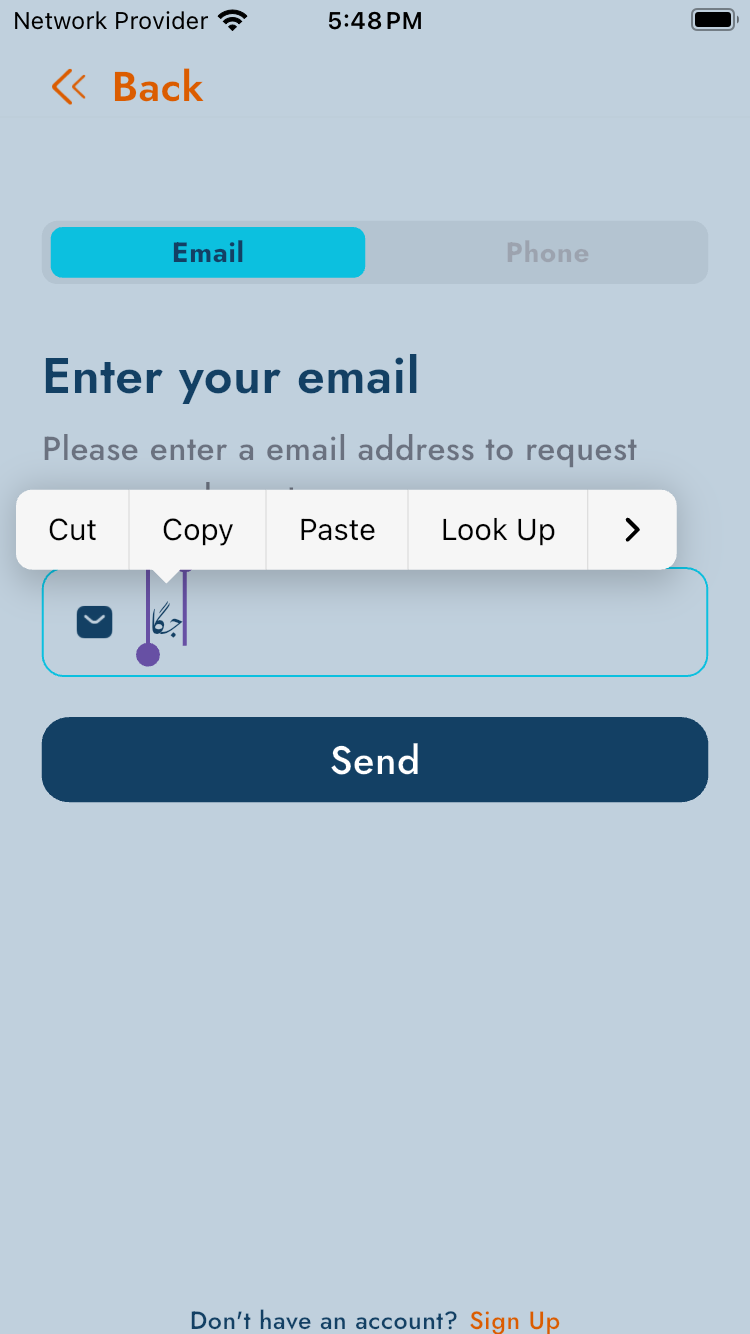 Network Provider 5:48 PM
Back
Email Phone
Enter your email
Please enter a email address to request
Cut Copy Paste Look Up
جگا
Send
Don't have an account? Sign Up